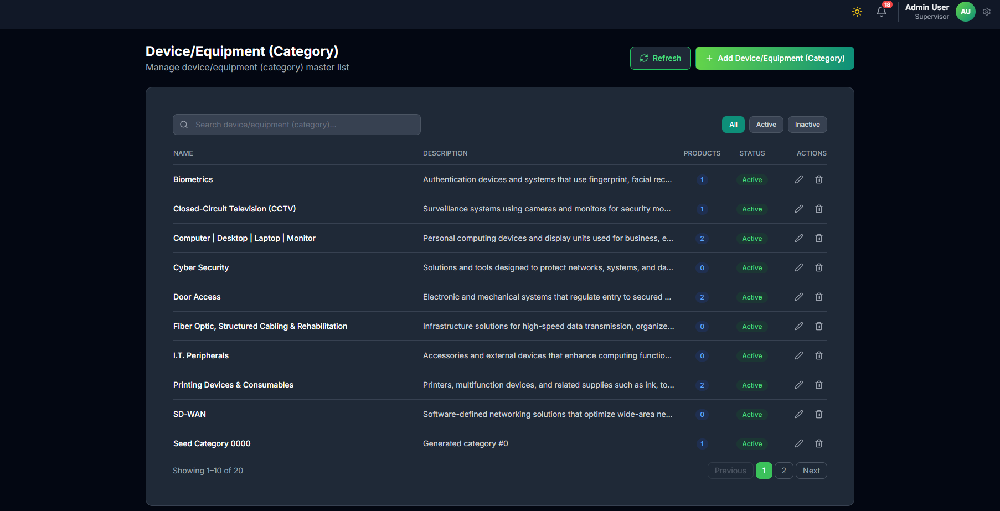 18
Admin User
Supervisor
AU
Device/Equipment (Category)
Manage device/equipment (category) master list
Refresh
+ Add Device/Equipment (Category)
Search device/equipment (category)...
All
Active
Inactive
NAME DESCRIPTION PRODUCTS STATUS ACTIONS
Biometrics Authentication devices and systems that use fingerprint, facial rec... 1 Active
Closed-Circuit Television (CCTV) Surveillance systems using cameras and monitors for security mo... 1 Active
Computer | Desktop | Laptop | Monitor Personal computing devices and display units used for business, e... 2 Active
Cyber Security Solutions and tools designed to protect networks, systems, and da... 0 Active
Door Access Electronic and mechanical systems that regulate entry to secured ... 2 Active
Fiber Optic, Structured Cabling & Rehabilitation Infrastructure solutions for high-speed data transmission, organize... 0 Active
I.T. Peripherals Accessories and external devices that enhance computing functio... 0 Active
Printing Devices & Consumables Printers, multifunction devices, and related supplies such as ink, to... 2 Active
SD-WAN Software-defined networking solutions that optimize wide-area ne... 0 Active
Seed Category 0000 Generated category #0 1 Active
Showing 1–10 of 20
Previous 1 2 Next